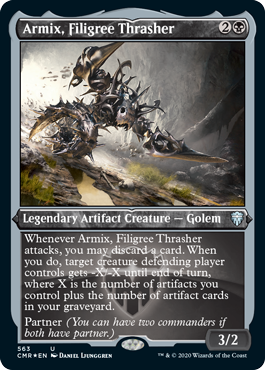 Armix, Filigree Thrasher 2
Legendary Artifact Creature — Golem
Whenever Armix, Filigree Thrasher
attacks, you may discard a card. When
you do, target creature defending player
controls gets -X/-X until end of turn,
where X is the number of artifacts you
control plus the number of artifact cards
in your graveyard.
Partner (You can have two commanders if
both have partner.)
3/2
563 U
CMR ★ EN Daniel Ljunggren
™ & © 2020 Wizards of the Coast